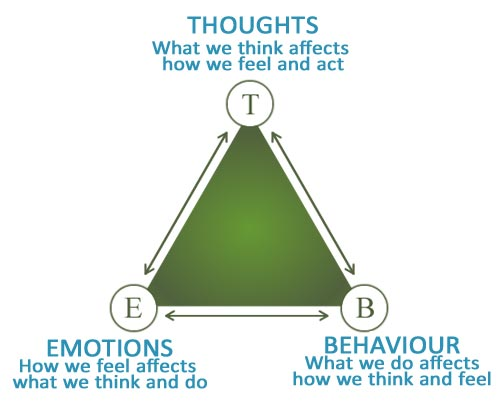 THOUGHTS
What we think affects
how we feel and act
T
E
B
EMOTIONS
How we feel affects
what we think and do
BEHAVIOUR
What we do affects
how we think and feel